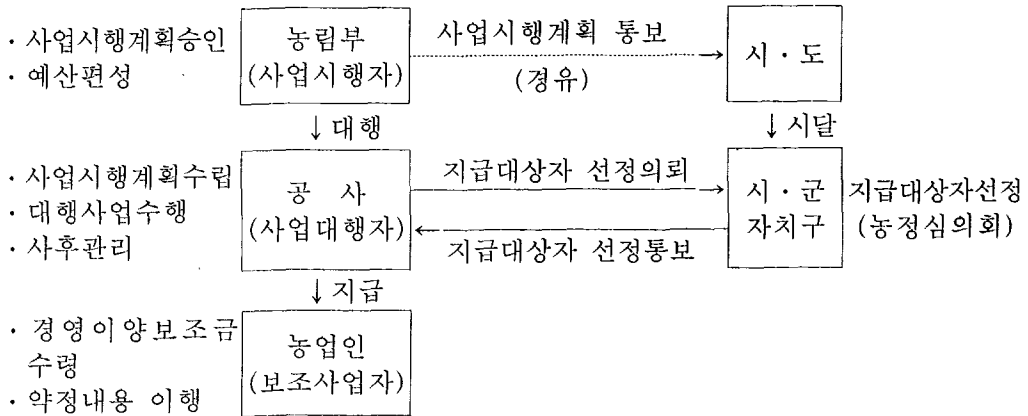 · 사업시행계획승인
· 예산편성
농림부
(사업시행자)
사업시행계획 통보
(경유)
시 · 도
↓대행
↓시달
· 사업시행계획수립
· 대행사업수행
· 사후관리
공 사
(사업대행자)
지급대상자 선정의뢰
지급대상자 선정통보
시 · 군
자치구
지급대상자선정
(농정심의회)
↓지급
· 경영이양보조금
수령
· 약정내용 이행
농업인
(보조사업자)